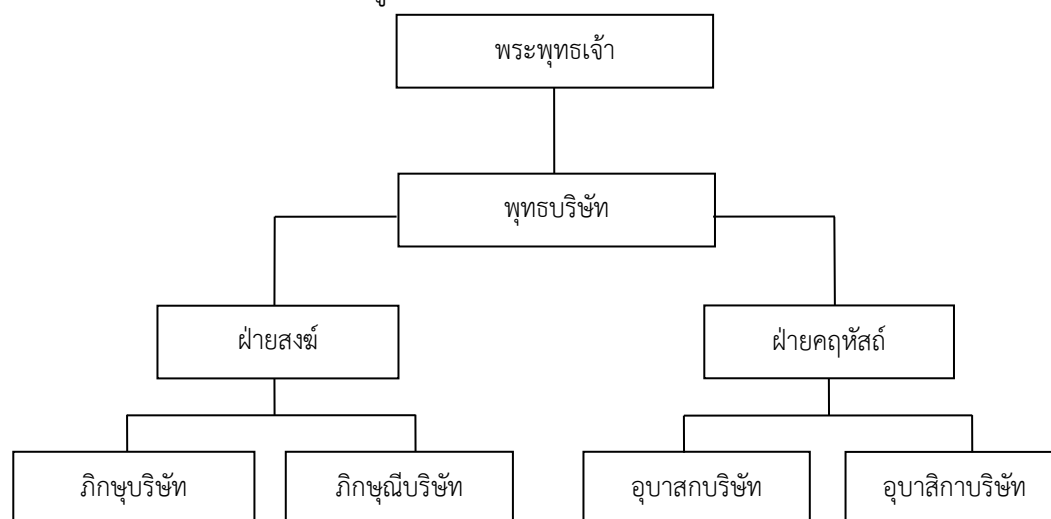 พระพุทธเจ้า
พุทธบริษัท
ฝ่ายสงฆ์
ฝ่ายคฤหัสถ์
ภิกษุบริษัท
ภิกษุณีบริษัท
อุบาสกบริษัท
อุบาสิกาบริษัท